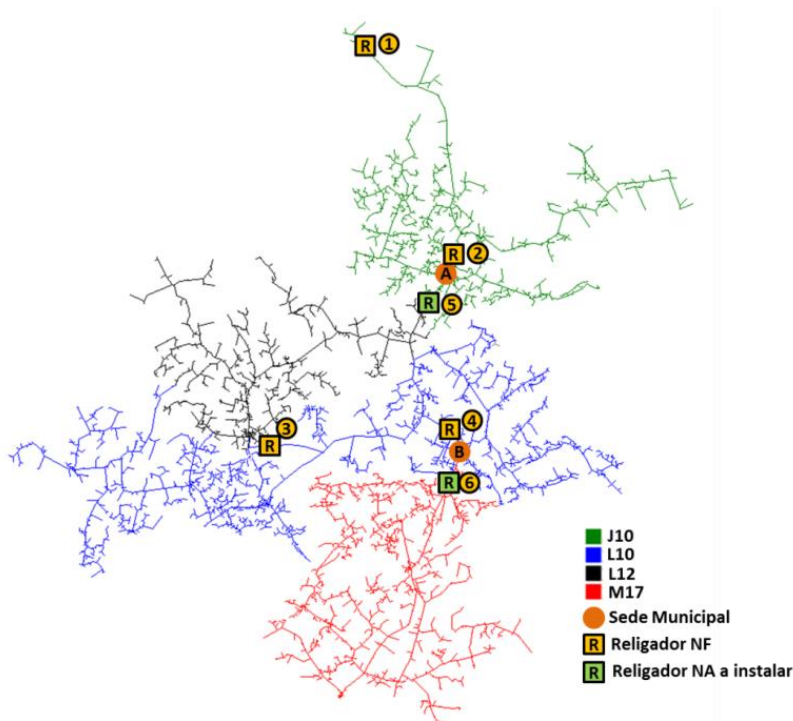 R 1
R 2
A
R 5
3
R
R 4
B
R 6
J10
L10
L12
M17
Sede Municipal
R Religador NF
R Religador NA a instalar